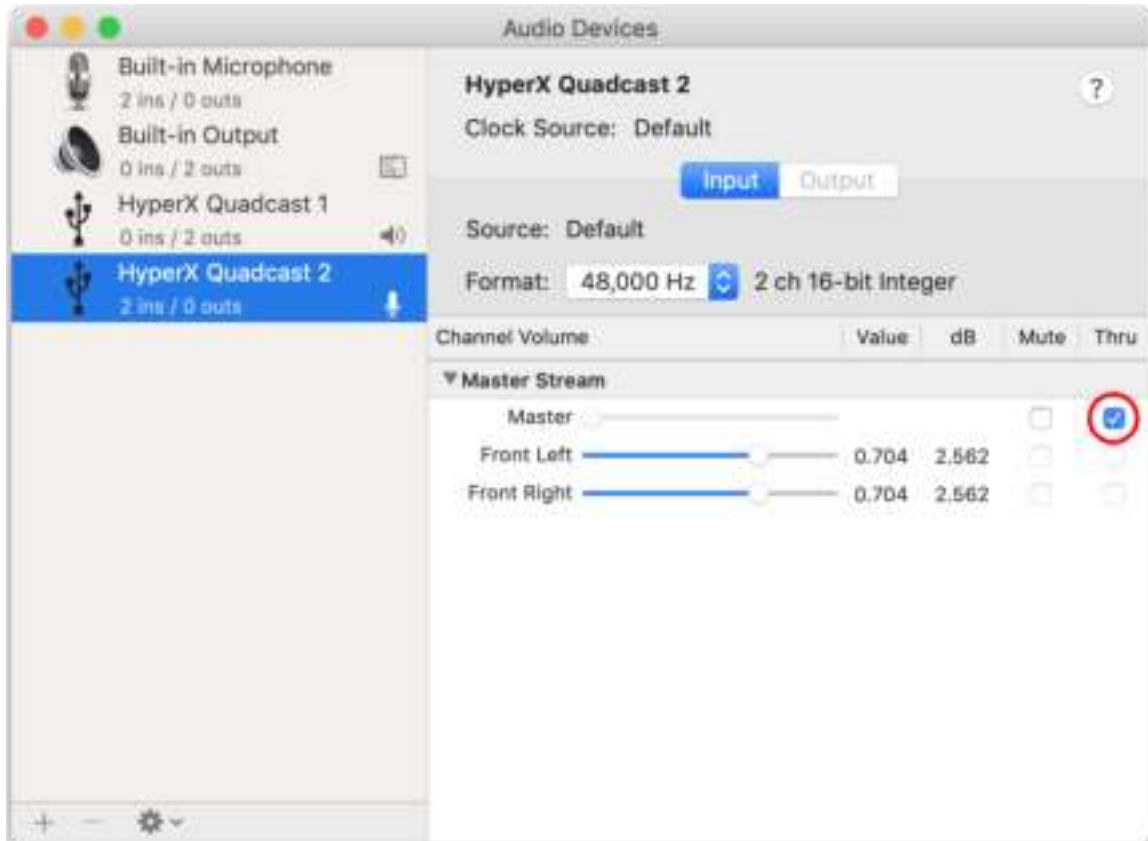 Audio Devices
Built-in Microphone
2 ins / 0 outs
Built-in Output
0 ins / 2 outs
HyperX Quadcast 1
0 ins / 2 outs
HyperX Quadcast 2
2 ins / 0 outs
HyperX Quadcast 2
?
Clock Source: Default
Input Output
Source: Default
Format: 48,000 Hz 2 ch 16-bit Integer
Channel Volume Value dB Mute Thru
Master Stream
Master
Front Left 0.704 2.562
Front Right 0.704 2.562